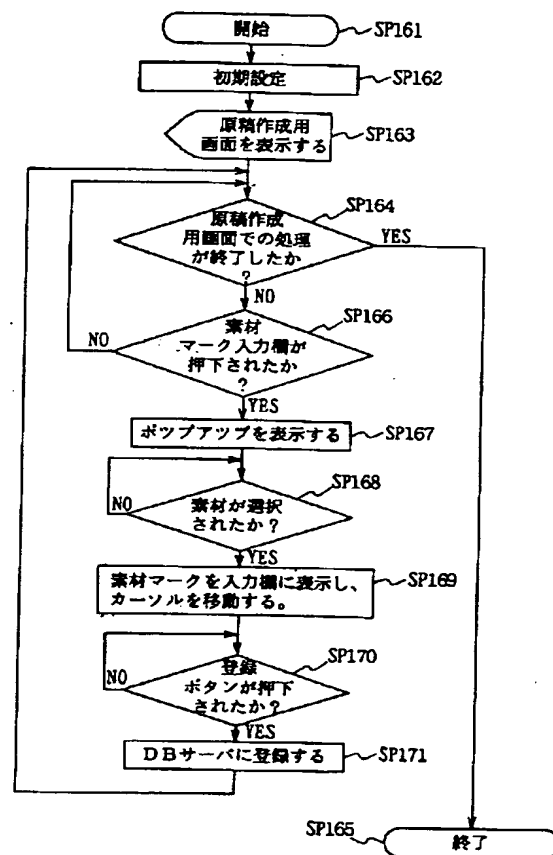 開始
SP161
初期設定
SP162
原稿作成用
画面を表示する
SP163
SP164
原稿作成
用画面での処理
が終了したか
?
YES
NO
SP166
素材
マーク入力欄が
押下されたか
?
NO
YES
ポツプアツプを表示する
SP167
SP168
素材が選択
されたか?
NO
YES
素材マークを入力欄に表示し、
カーソルを移動する。
SP169
SP170
登録
ボタンが押下
されたか?
NO
YES
DBサーバに登録する
SP171
SP165
終了